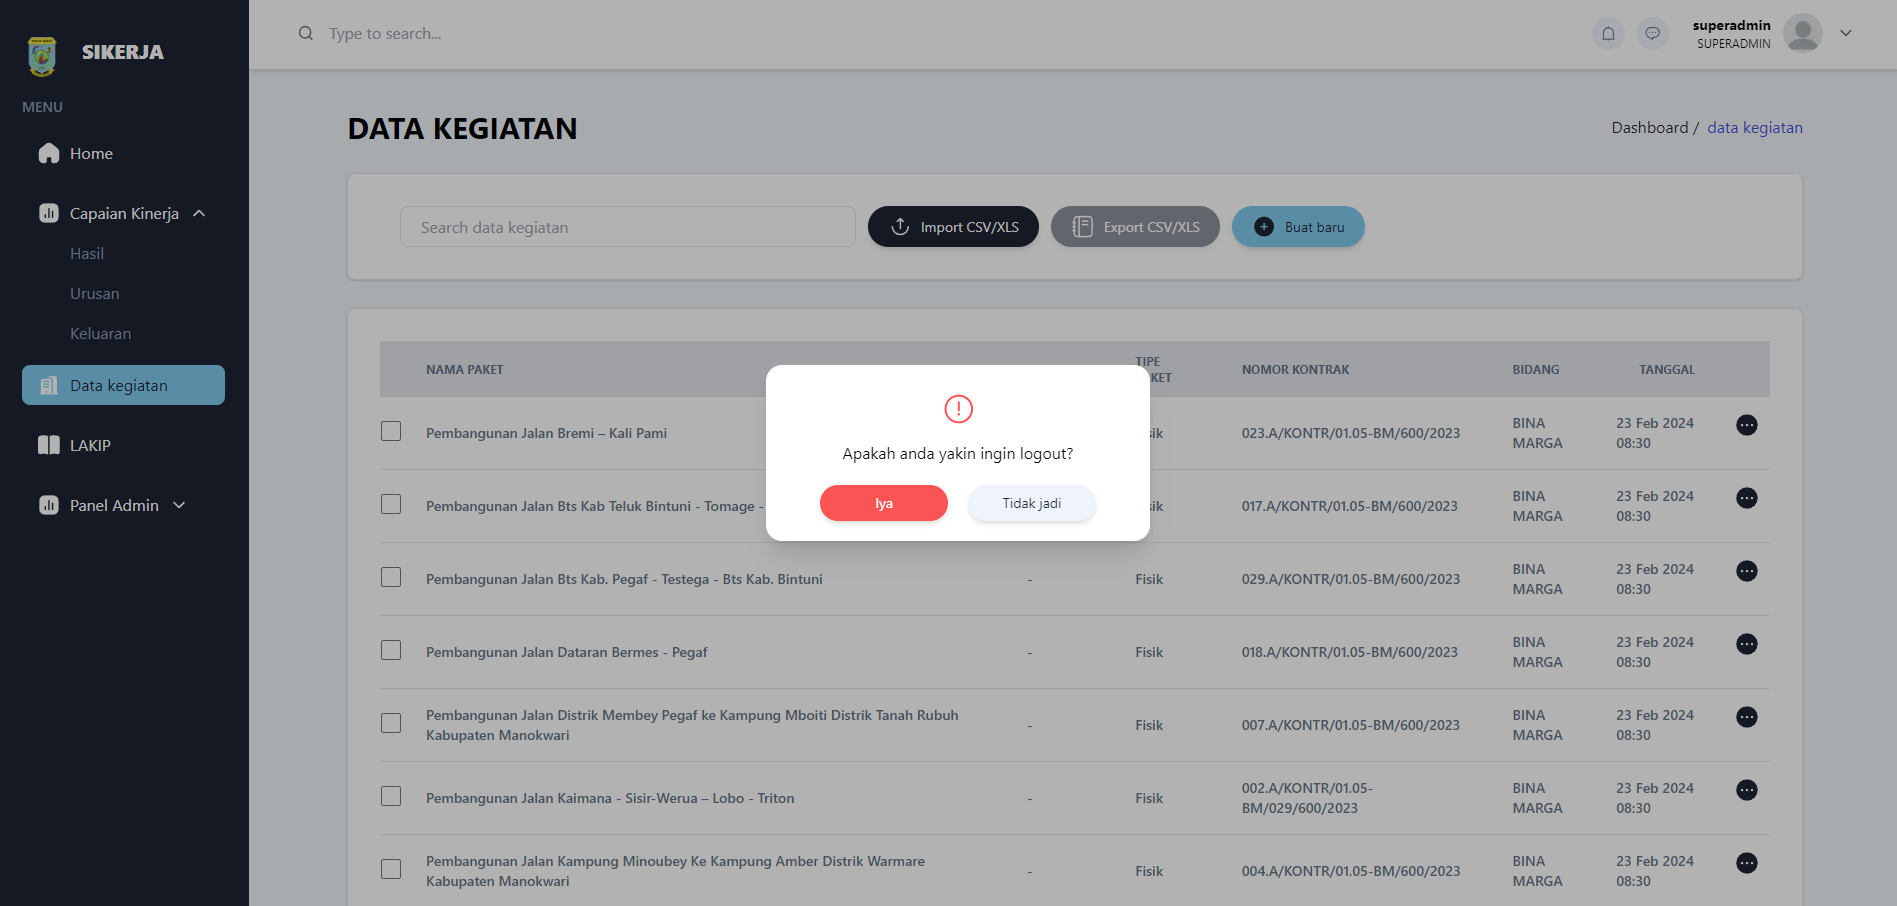 SIKERJA
MENU
Home
Capaian Kinerja
Hasil
Urusan
Keluaran
Data kegiatan
LAKIP
Panel Admin
Type to search...
superadmin
SUPERADMIN
DATA KEGIATAN
Dashboard / data kegiatan
Search data kegiatan
Import CSV/XLS
Export CSV/XLS
Buat baru
NAMA PAKET
TIPE
KET
NOMOR KONTRAK
BIDANG
TANGGAL
Pembangunan Jalan Bremi – Kali Pami
sik
023.A/KONTR/01.05-BM/600/2023
BINA
MARGA
23 Feb 2024
08:30
Pembangunan Jalan Bts Kab Teluk Bintuni - Tomage -
sik
017.A/KONTR/01.05-BM/600/2023
BINA
MARGA
23 Feb 2024
08:30
Pembangunan Jalan Bts Kab. Pegaf - Testega - Bts Kab. Bintuni
-
Fisik
029.A/KONTR/01.05-BM/600/2023
BINA
MARGA
23 Feb 2024
08:30
Pembangunan Jalan Dataran Bermes - Pegaf
-
Fisik
018.A/KONTR/01.05-BM/600/2023
BINA
MARGA
23 Feb 2024
08:30
Pembangunan Jalan Distrik Membey Pegaf ke Kampung Mboiti Distrik Tanah Rubuh
Kabupaten Manokwari
-
Fisik
007.A/KONTR/01.05-BM/600/2023
BINA
MARGA
23 Feb 2024
08:30
Pembangunan Jalan Kaimana - Sisir-Werua – Lobo - Triton
-
Fisik
002.A/KONTR/01.05-
BM/029/600/2023
BINA
MARGA
23 Feb 2024
08:30
Pembangunan Jalan Kampung Minoubey Ke Kampung Amber Distrik Warmare
Kabupaten Manokwari
-
Fisik
004.A/KONTR/01.05-BM/600/2023
BINA
MARGA
23 Feb 2024
08:30
Apakah anda yakin ingin logout?
Iya
Tidak jadi